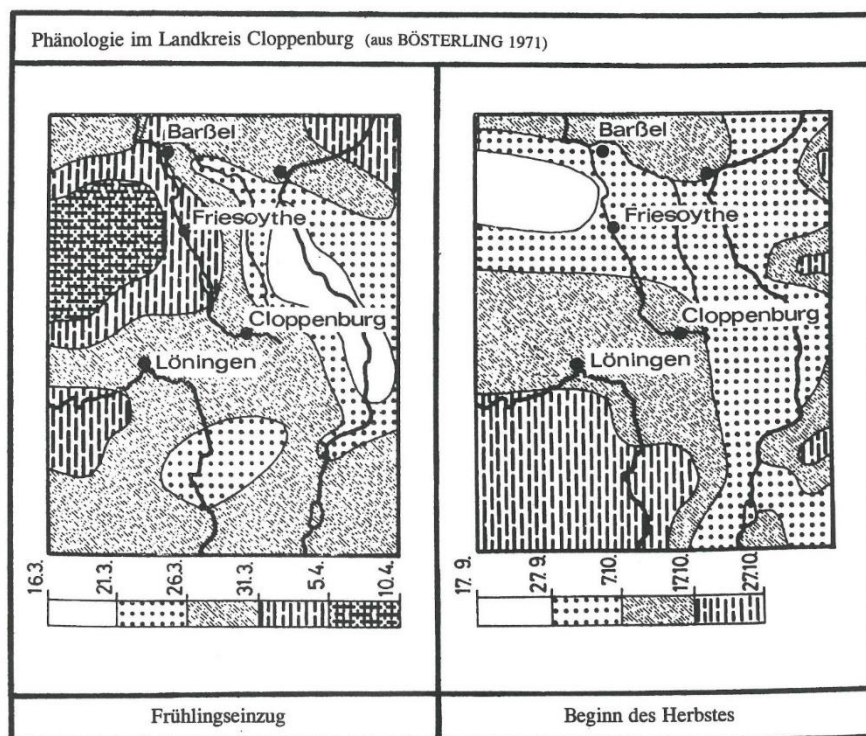 Phänologie im Landkreis Cloppenburg (aus BÖSTERLING 1971)
Barßel
Friesoythe
Cloppenburg
Löningen
16.3. 21.3. 26.3. 31.3. 5.4. 10.4.
Frühlingseinzug
Barßel
Friesoythe
Cloppenburg
Löningen
17. 9. 27. 9. 7.10. 17.10. 27.10.
Beginn des Herbstes